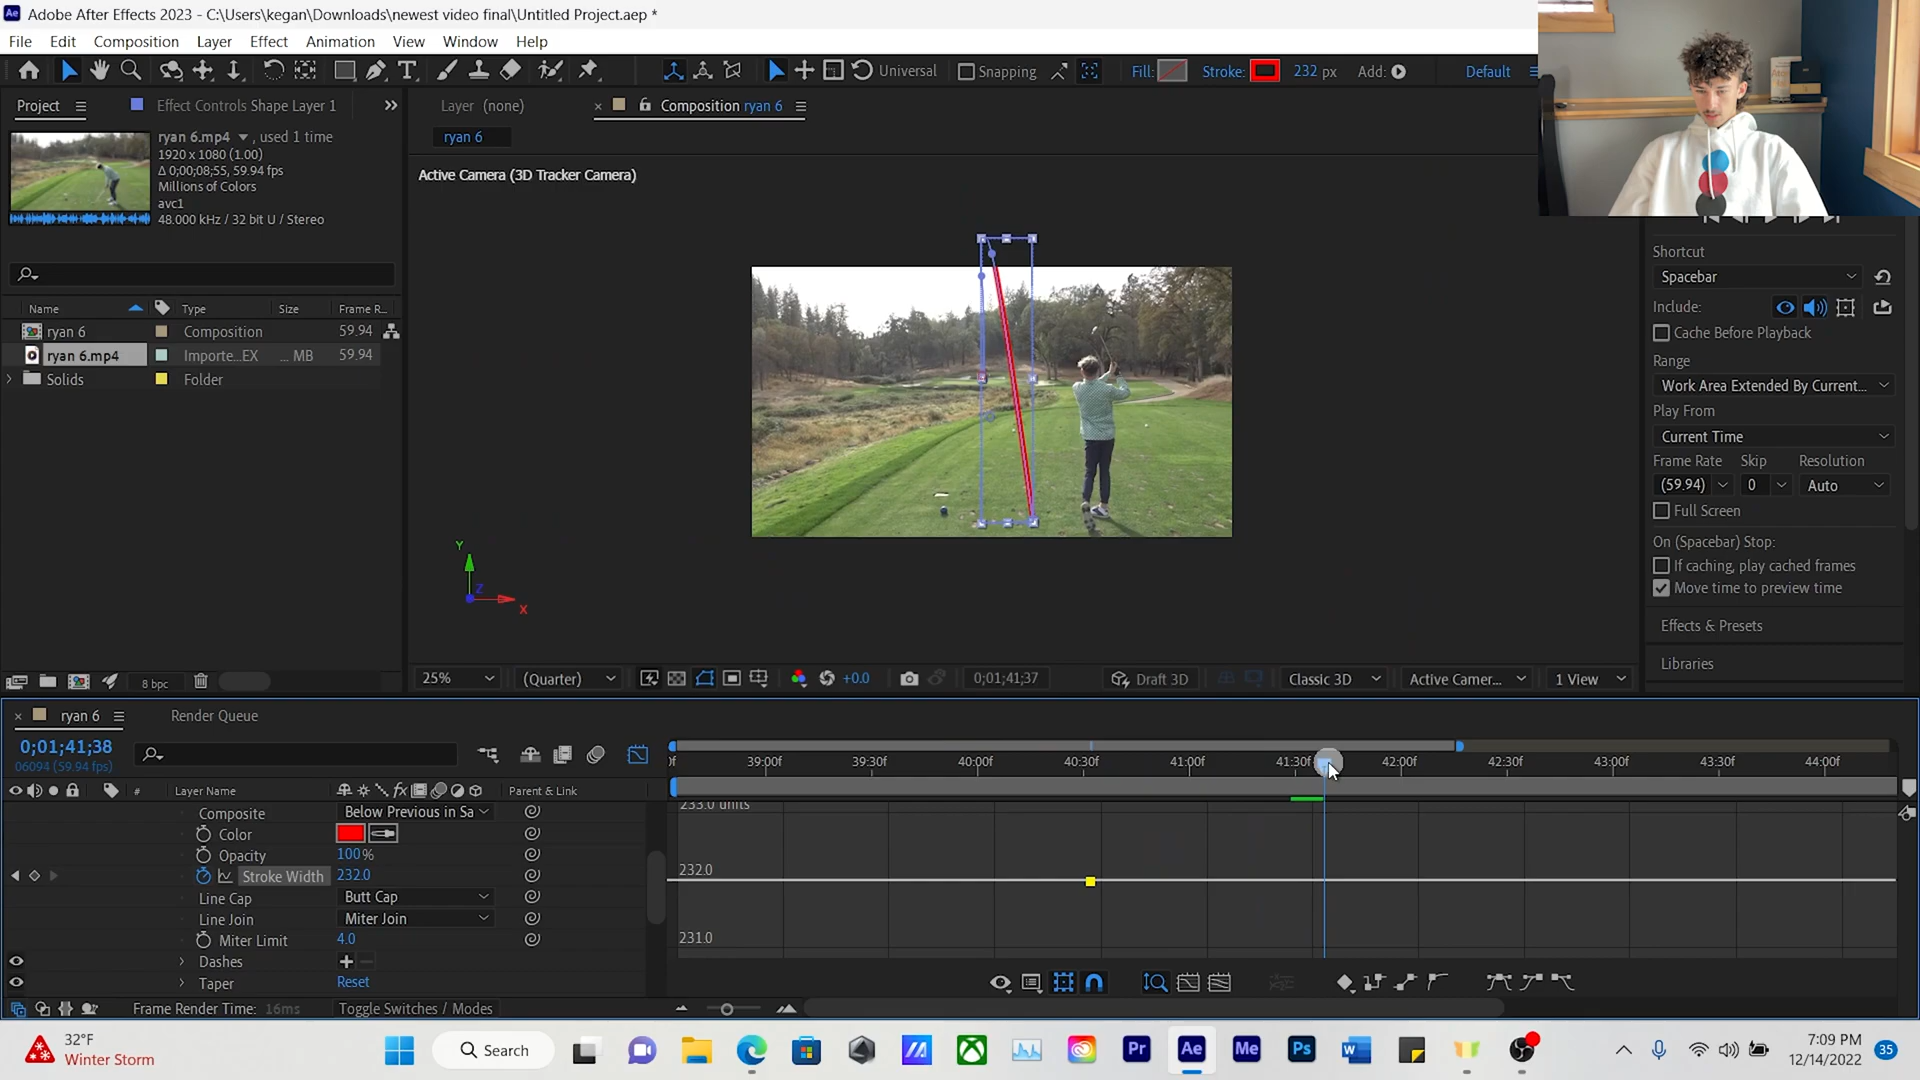 Adobe After Effects 2023 - C:\Users\kegan\Downloads\newest video final\Untitled Project.aep *
File Edit Composition Layer Effect Animation View Window Help
Universal Snapping Fill: Stroke: 232 px Add: Default
Project Effect Controls Shape Layer 1
Layer (none) Composition ryan 6
ryan 6
ryan 6.mp4 , used 1 time
1920 x 1080 (1.00)
Δ 0;00;08;55, 59.94 fps
Millions of Colors
avc1
48.000 kHz / 32 bit U / Stereo
Active Camera (3D Tracker Camera)
Name Type Size Frame R...
ryan 6 Composition 59.94
ryan 6.mp4 Importe...EX ... MB 59.94
Solids Folder
Y
Z
X
Shortcut
Spacebar
Include:
Cache Before Playback
Range
Work Area Extended By Current...
Play From
Current Time
Frame Rate Skip Resolution
(59.94) 0 Auto
Full Screen
On (Spacebar) Stop:
If caching, play cached frames
Move time to preview time
Effects & Presets
Libraries
8 bpc
25% (Quarter) +0.0 0;01;41;37 Draft 3D Classic 3D Active Camer... 1 View
ryan 6 Render Queue
0;01;41;38
06094 (59.94 fps)
39:00f 39:30f 40:00f 40:30f 41:00f 41:30f 42:00f 42:30f 43:00f 43:30f 44:00f
# Layer Name Parent & Link
Composite Below Previous in Sa
Color
Opacity 100%
Stroke Width 232.0
Line Cap Butt Cap
Line Join Miter Join
Miter Limit 4.0
Dashes
Taper Reset
233.0 units
232.0
231.0
Frame Render Time: 16ms Toggle Switches / Modes
32°F
Winter Storm
Search
Pr Ae Me Ps
7:09 PM
12/14/2022
35